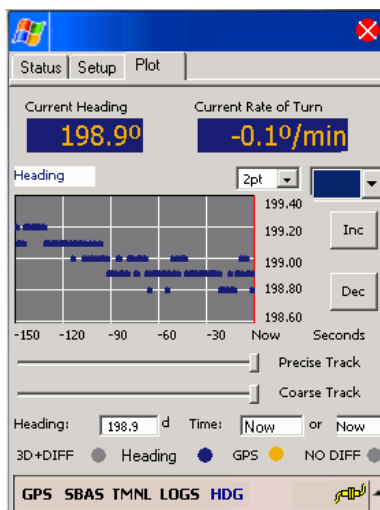 Status Setup Plot
Current Heading Current Rate of Turn
198.9º -0.1º/min
Heading 2pt
199.40
199.20 Inc
199.00
198.80 Dec
198.60
-150 -120 -90 -60 -30 Now Seconds
Precise Track
Coarse Track
Heading: 198.9 d Time: Now or Now
3D+DIFF Heading GPS NO DIFF
GPS SBAS TMNL LOGS HDG